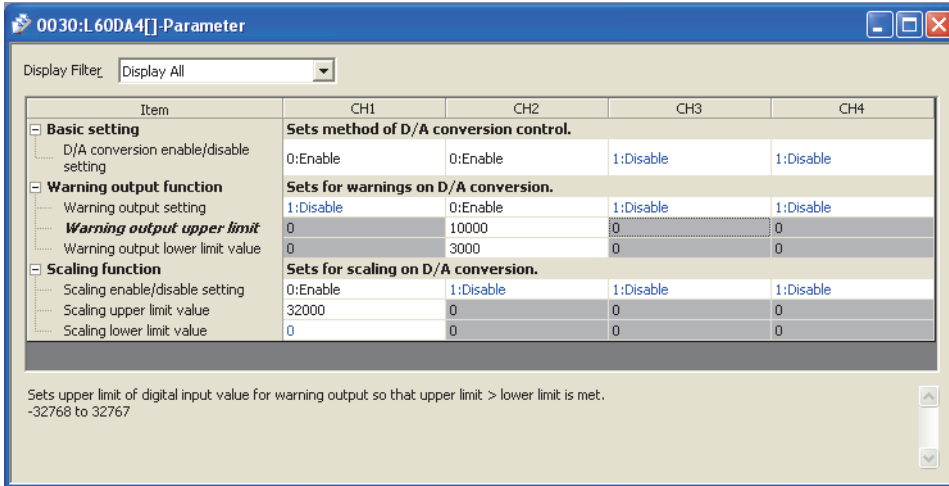 0030:L60DA4[]-Parameter
Display Filter Display All
Item CH1 CH2 CH3 CH4
Basic setting Sets method of D/A conversion control.
D/A conversion enable/disable
setting 0:Enable 0:Enable 1:Disable 1:Disable
Warning output function Sets for warnings on D/A conversion.
Warning output setting 1:Disable 0:Enable 1:Disable 1:Disable
Warning output upper limit 0 10000 0 0
Warning output lower limit value 0 3000 0 0
Scaling function Sets for scaling on D/A conversion.
Scaling enable/disable setting 0:Enable 1:Disable 1:Disable 1:Disable
Scaling upper limit value 32000 0 0 0
Scaling lower limit value 0 0 0 0
Sets upper limit of digital input value for warning output so that upper limit > lower limit is met.
-32768 to 32767